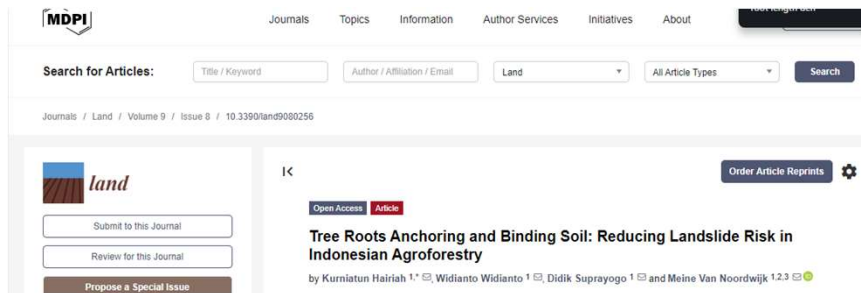 MDPI
Journals Topics Information Author Services Initiatives About
Search for Articles: Title / Keyword Author / Affiliation / Email Land All Article Types Search
Journals / Land / Volume 9 / Issue 8 / 10.3390/land9080256
land
Order Article Reprints
Submit to this Journal
Review for this Journal
Propose a Special Issue
Open Access Article
Tree Roots Anchoring and Binding Soil: Reducing Landslide Risk in
Indonesian Agroforestry
by Kurniatun Hairiah 1,* , Widianto Widianto 1 , Didik Suprayogo 1 and Meine Van Noordwijk 1,2,3